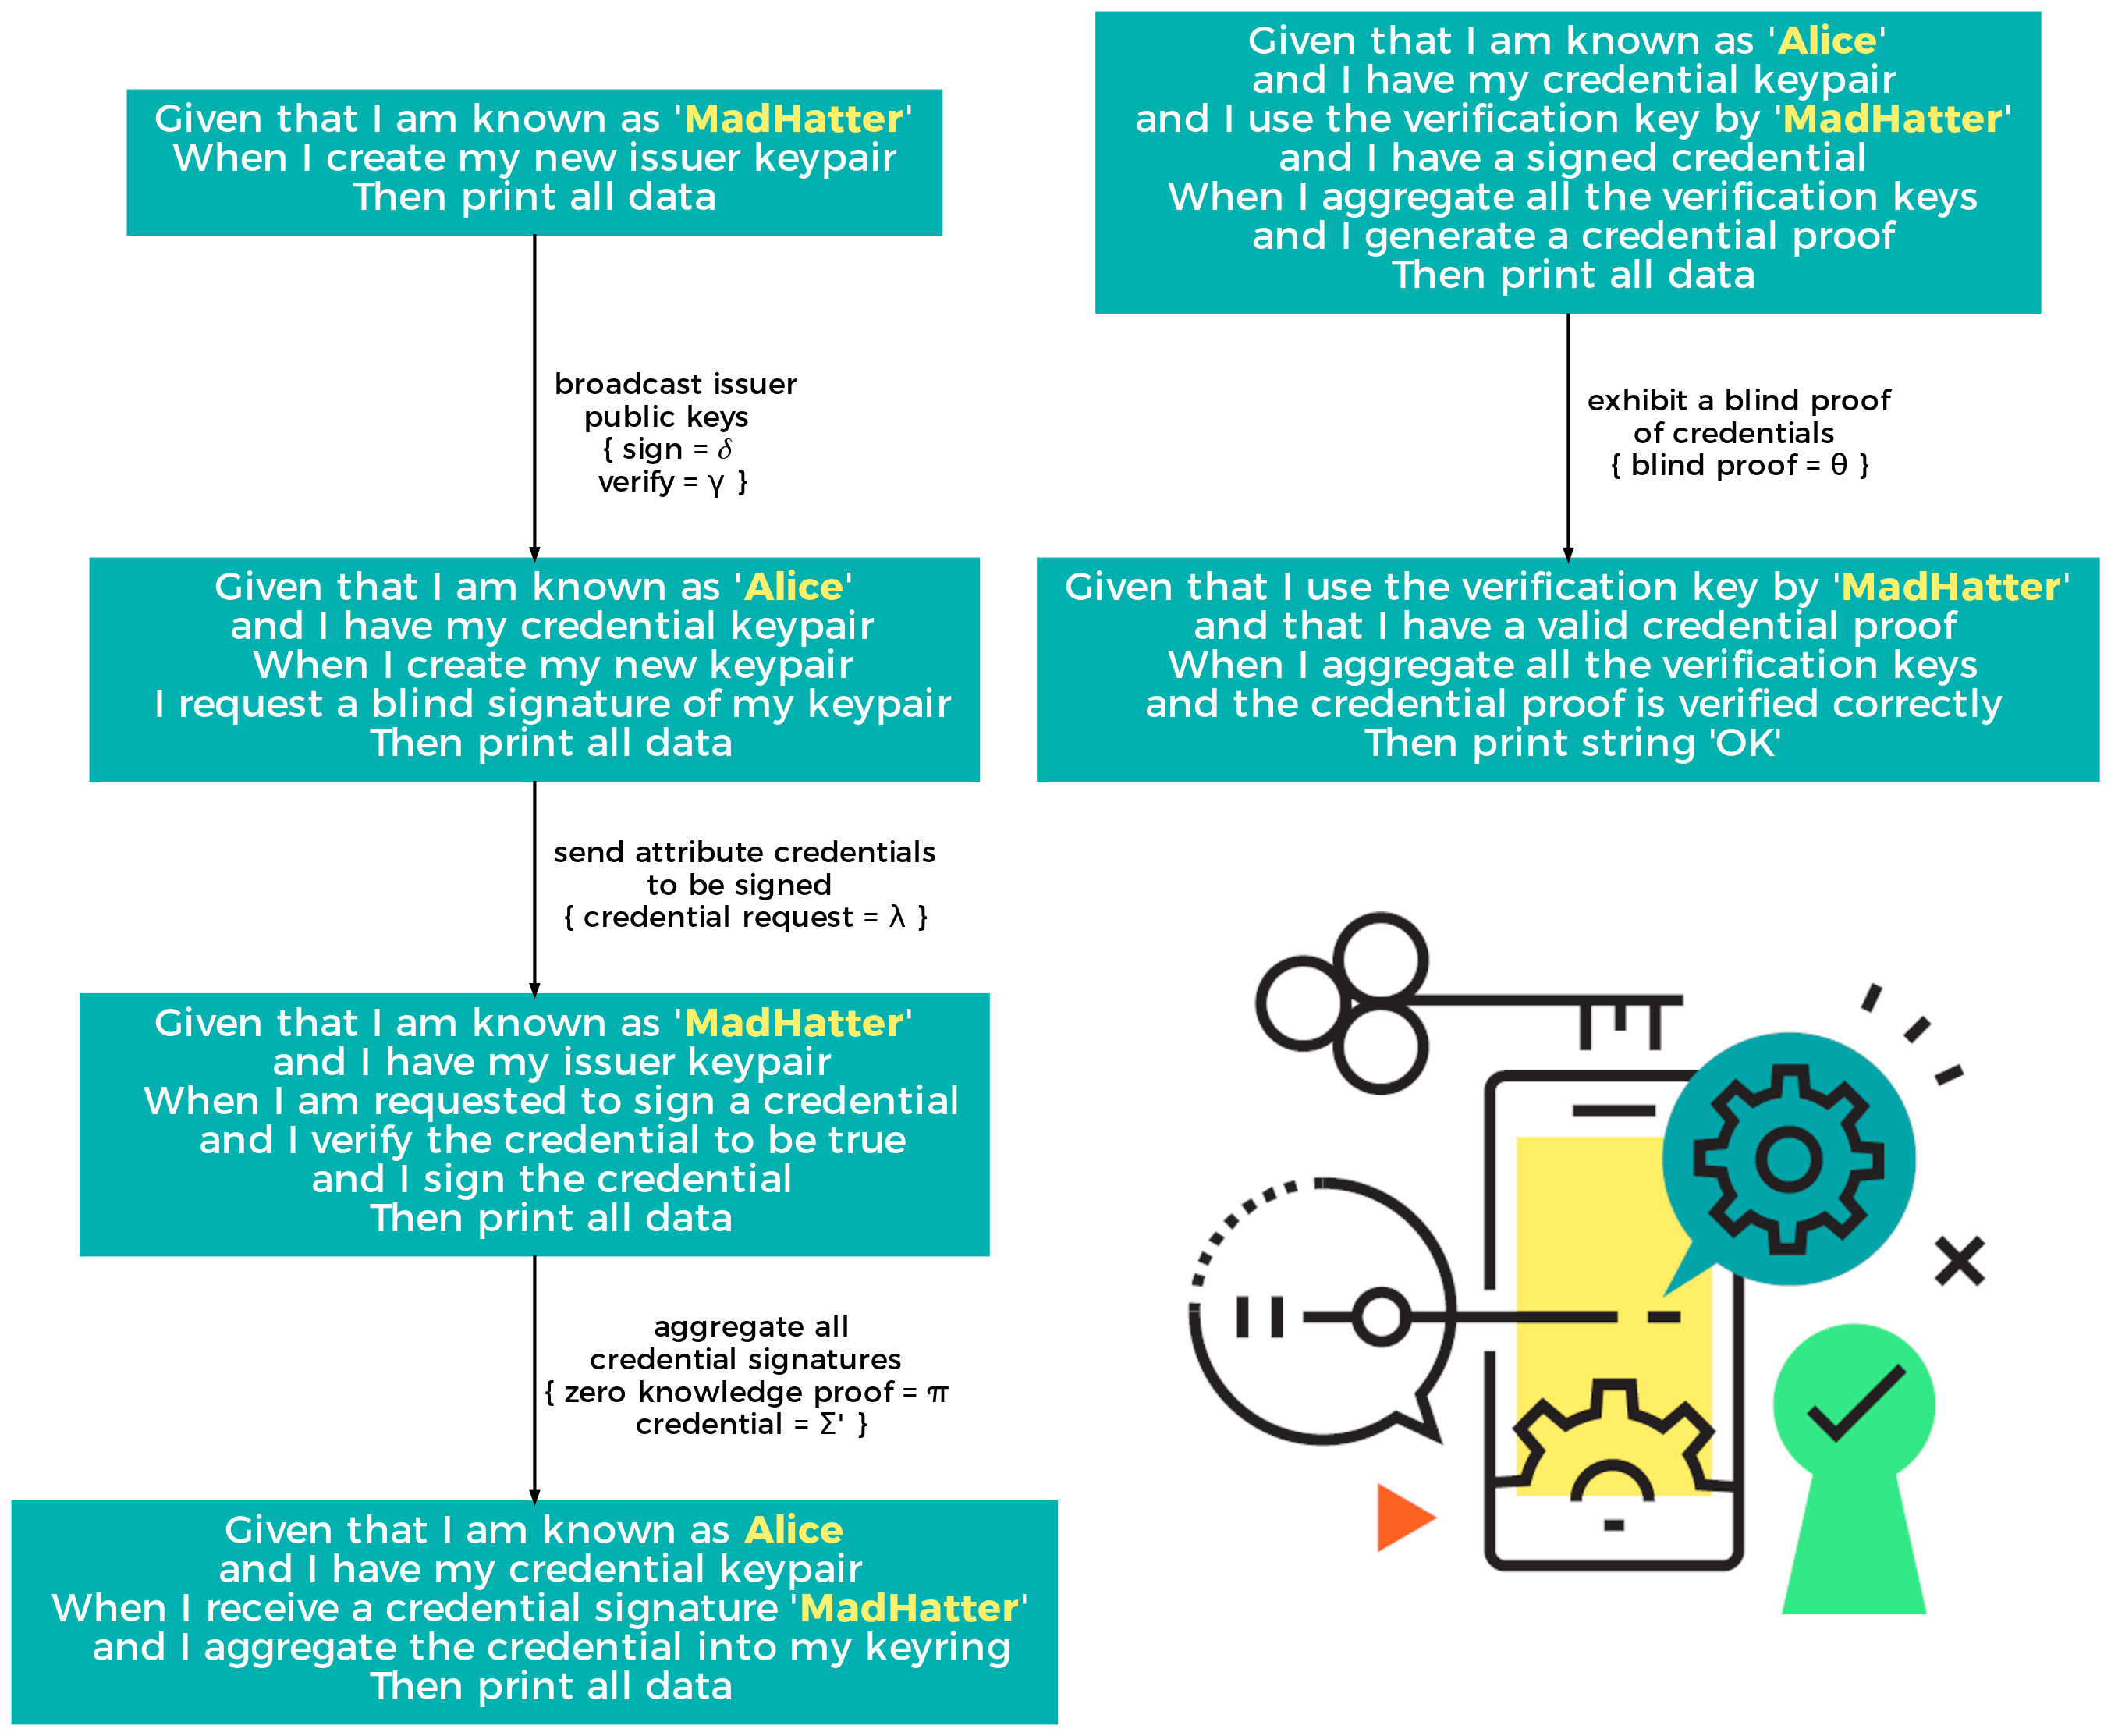 Given that I am known as 'MadHatter'
When I create my new issuer keypair
Then print all data
broadcast issuer
public keys
{ sign = δ
verify = γ }
Given that I am known as 'Alice'
and I have my credential keypair
When I create my new keypair
I request a blind signature of my keypair
Then print all data
send attribute credentials
to be signed
{ credential request = λ }
Given that I am known as 'MadHatter'
and I have my issuer keypair
When I am requested to sign a credential
and I verify the credential to be true
and I sign the credential
Then print all data
aggregate all
credential signatures
{ zero knowledge proof = π
credential = Σ' }
Given that I am known as Alice
and I have my credential keypair
When I receive a credential signature 'MadHatter'
and I aggregate the credential into my keyring
Then print all data
Given that I am known as 'Alice'
and I have my credential keypair
and I use the verification key by 'MadHatter'
and I have a signed credential
When I aggregate all the verification keys
and I generate a credential proof
Then print all data
exhibit a blind proof
of credentials
{ blind proof = θ }
Given that I use the verification key by 'MadHatter'
and that I have a valid credential proof
When I aggregate all the verification keys
and the credential proof is verified correctly
Then print string 'OK'